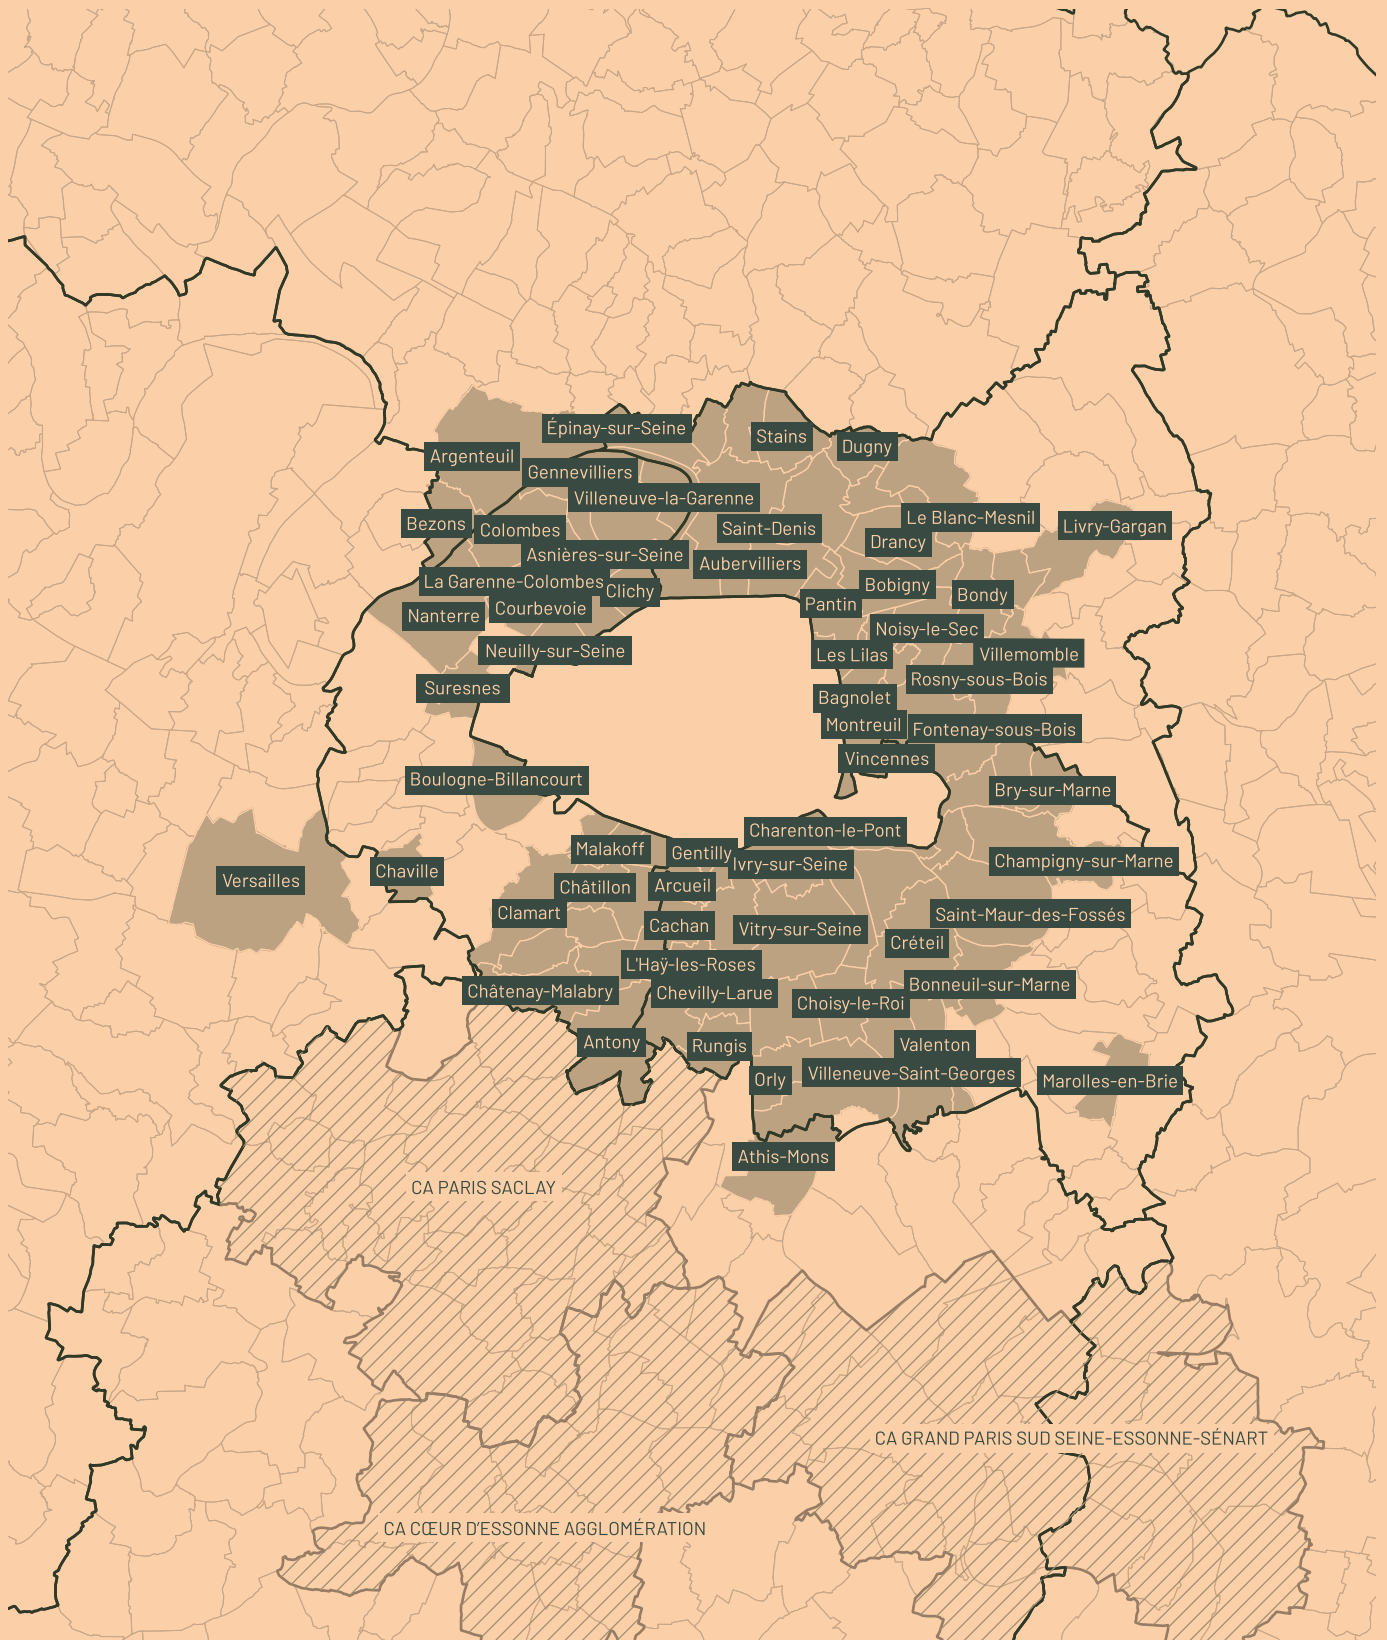 Épinay-sur-Seine
Stains
Dugny
Argenteuil
Gennevilliers
Villeneuve-la-Garenne
Le Blanc-Mesnil
Livry-Gargan
Bezons
Colombes
Saint-Denis
Drancy
Asnières-sur-Seine
Aubervilliers
La Garenne-Colombes
Clichy
Bobigny
Bondy
Pantin
Nanterre
Courbevoie
Noisy-le-Sec
Neuilly-sur-Seine
Les Lilas
Villemomble
Rosny-sous-Bois
Suresnes
Bagnolet
Montreuil
Fontenay-sous-Bois
Vincennes
Boulogne-Billancourt
Bry-sur-Marne
Charenton-le-Pont
Malakoff
Gentilly
Ivry-sur-Seine
Champigny-sur-Marne
Chaville
Versailles
Châtillon
Arcueil
Clamart
Saint-Maur-des-Fossés
Cachan
Vitry-sur-Seine
Créteil
L'Haÿ-les-Roses
Bonneuil-sur-Marne
Châtenay-Malabry
Chevilly-Larue
Choisy-le-Roi
Antony
Rungis
Valenton
Orly
Villeneuve-Saint-Georges
Marolles-en-Brie
Athis-Mons
CA PARIS SACLAY
CA GRAND PARIS SUD SEINE-ESSONNE-SÉNART
CA CŒUR D'ESSONNE AGGLOMÉRATION